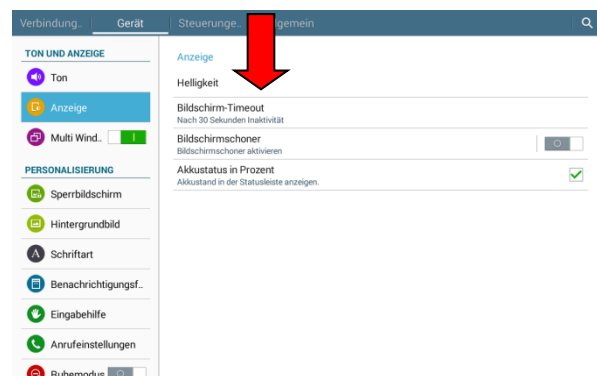 Verbindung.. Gerät Steuerunge.. gemein
TON UND ANZEIGE
Ton
Anzeige
Multi Wind..
PERSONALISIERUNG
Sperrbildschirm
Hintergrundbild
A Schriftart
Benachrichtigungsf..
Eingabehilfe
Anrufeinstellungen
Ruhemodus
Anzeige
Helligkeit
Bildschirm-Timeout
Nach 30 Sekunden Inaktivität
Bildschirmschoner
Bildschirmschoner aktivieren
Akkustatus in Prozent
Akkustand in der Statusleiste anzeigen.